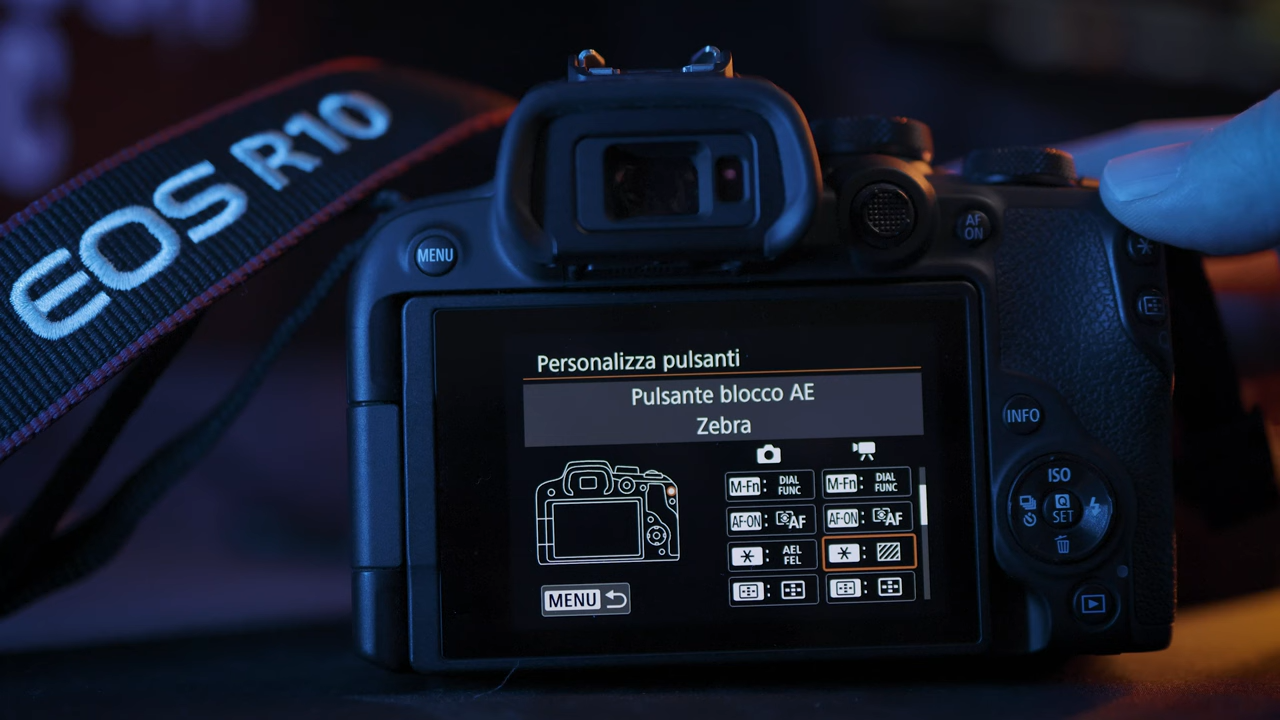 EOS R10
MENU
AF
ON
Personalizza pulsanti
Pulsante blocco AE
Zebra
M-Fn: DIAL FUNC
M-Fn: DIAL FUNC
AF-ON: AF
AF-ON: AF
AEL FEL
MENU
INFO
ISO
Q
SET